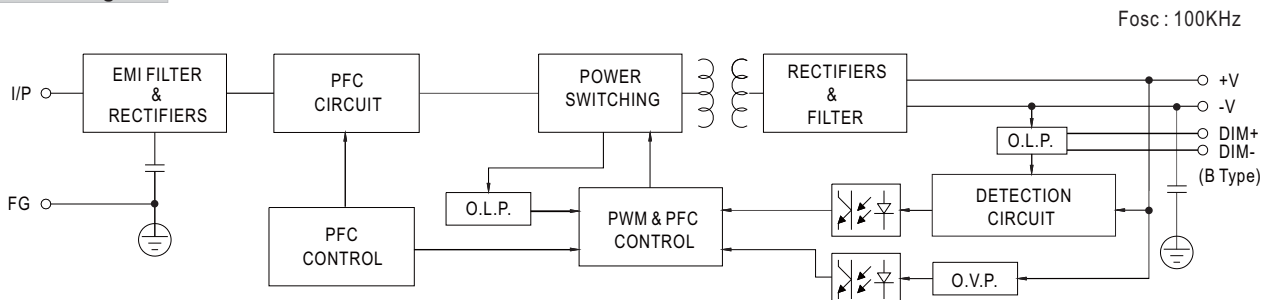 Fosc : 100KHz
I/P
EMI FILTER
&
RECTIFIERS
PFC
CIRCUIT
POWER
SWITCHING
RECTIFIERS
&
FILTER
+V
-V
O.L.P.
DIM+
DIM-
(B Type)
FG
O.L.P.
PFC
CONTROL
PWM & PFC
CONTROL
DETECTION
CIRCUIT
O.V.P.